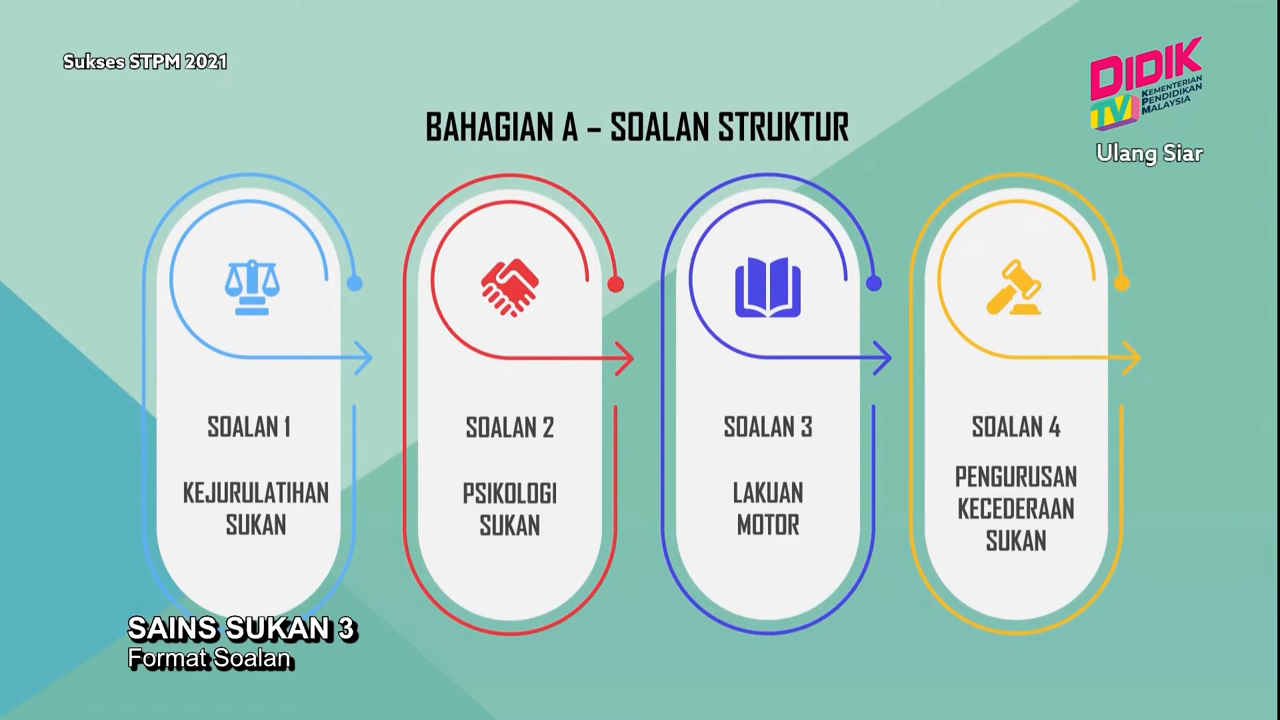 Sukses STPM 2021
DIDIK
TV
KEMENTERIAN
PENDIDIKAN
MALAYSIA
Ulang Siar
BAHAGIAN A – SOALAN STRUKTUR
SOALAN 1
KEJURULATIHAN
SUKAN
SOALAN 2
PSIKOLOGI
SUKAN
SOALAN 3
LAKUAN
MOTOR
SOALAN 4
PENGURUSAN
KECEDERAAN
SUKAN
SAINS SUKAN 3
Format Soalan